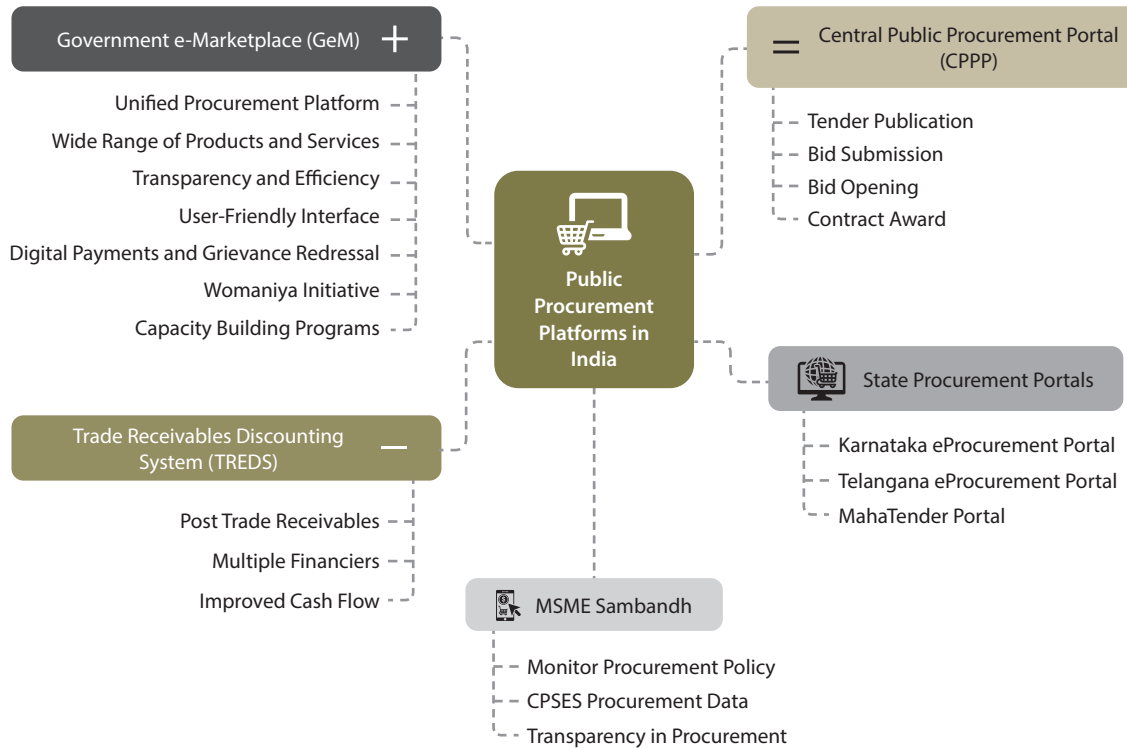 Government e-Marketplace (GeM)
Unified Procurement Platform
Wide Range of Products and Services
Transparency and Efficiency
User-Friendly Interface
Digital Payments and Grievance Redressal
Womaniya Initiative
Capacity Building Programs
Central Public Procurement Portal
(CPPP)
Tender Publication
Bid Submission
Bid Opening
Contract Award
Public
Procurement
Platforms in
India
State Procurement Portals
Karnataka eProcurement Portal
Telangana eProcurement Portal
MahaTender Portal
Trade Receivables Discounting
System (TREDS)
Post Trade Receivables
Multiple Financiers
Improved Cash Flow
MSME Sambandh
Monitor Procurement Policy
CPSES Procurement Data
Transparency in Procurement